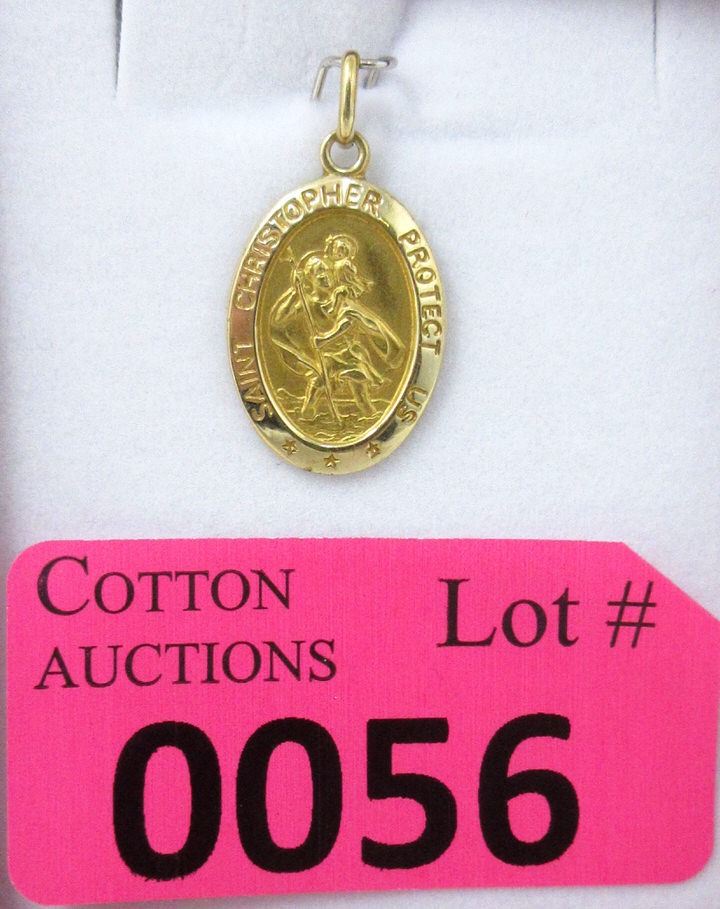 SAINT CHRISTOPHER PROTECT US
COTTON
AUCTIONS
Lot #
0056